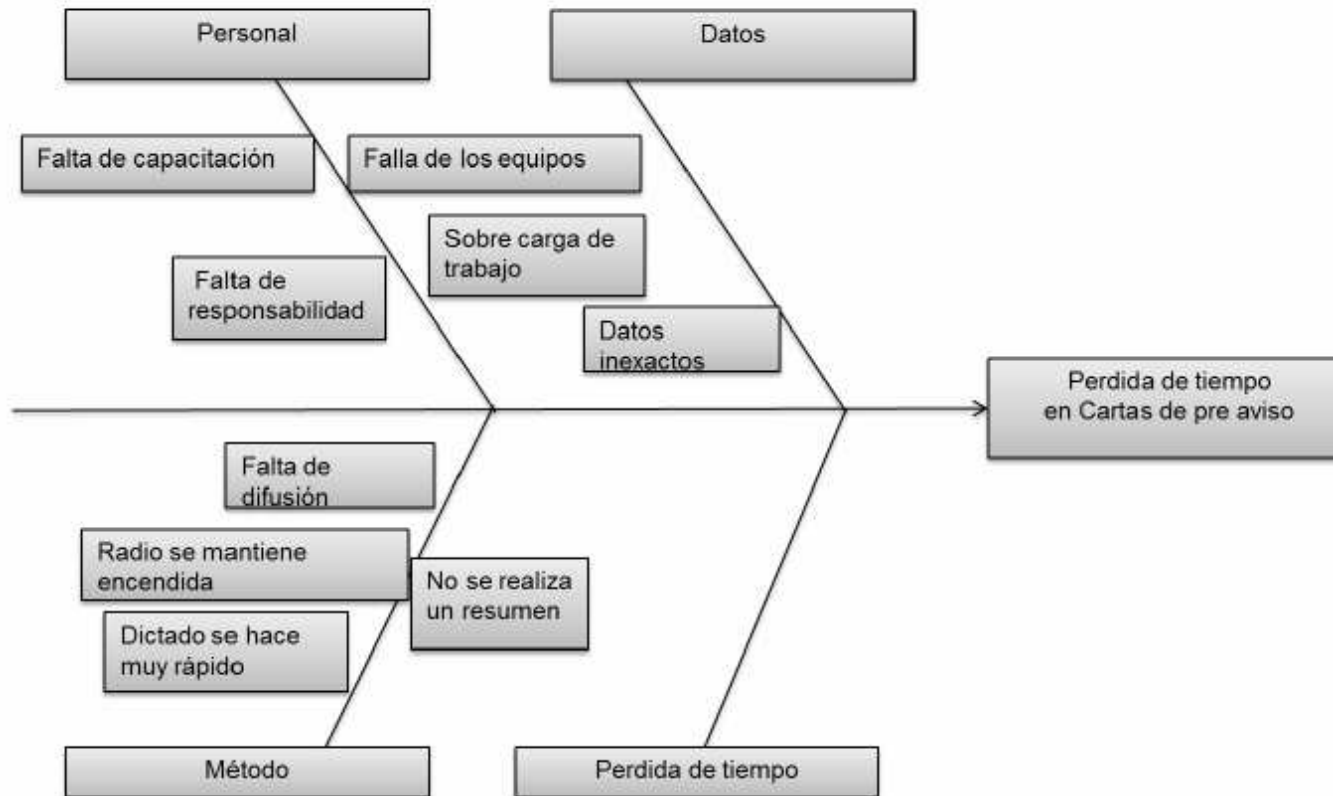 Personal
Datos
Falta de capacitación
Falla de los equipos
Sobre carga de
trabajo
Falta de
responsabilidad
Datos
inexactos
Perdida de tiempo
en Cartas de pre aviso
Falta de
difusión
Radio se mantiene
encendida
No se realiza
un resumen
Dictado se hace
muy rápido
Método
Perdida de tiempo